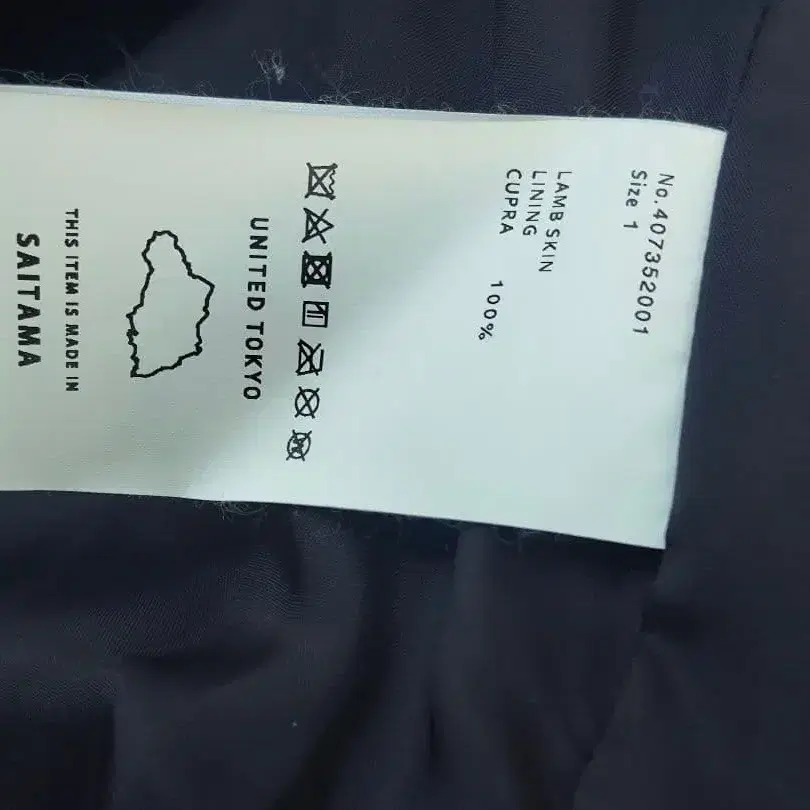 No.407352001
Size 1
LAMB SKIN
LINING
CUPRA 100%
UNITED TOKYO
THIS ITEM IS MADE IN
SAITAMA